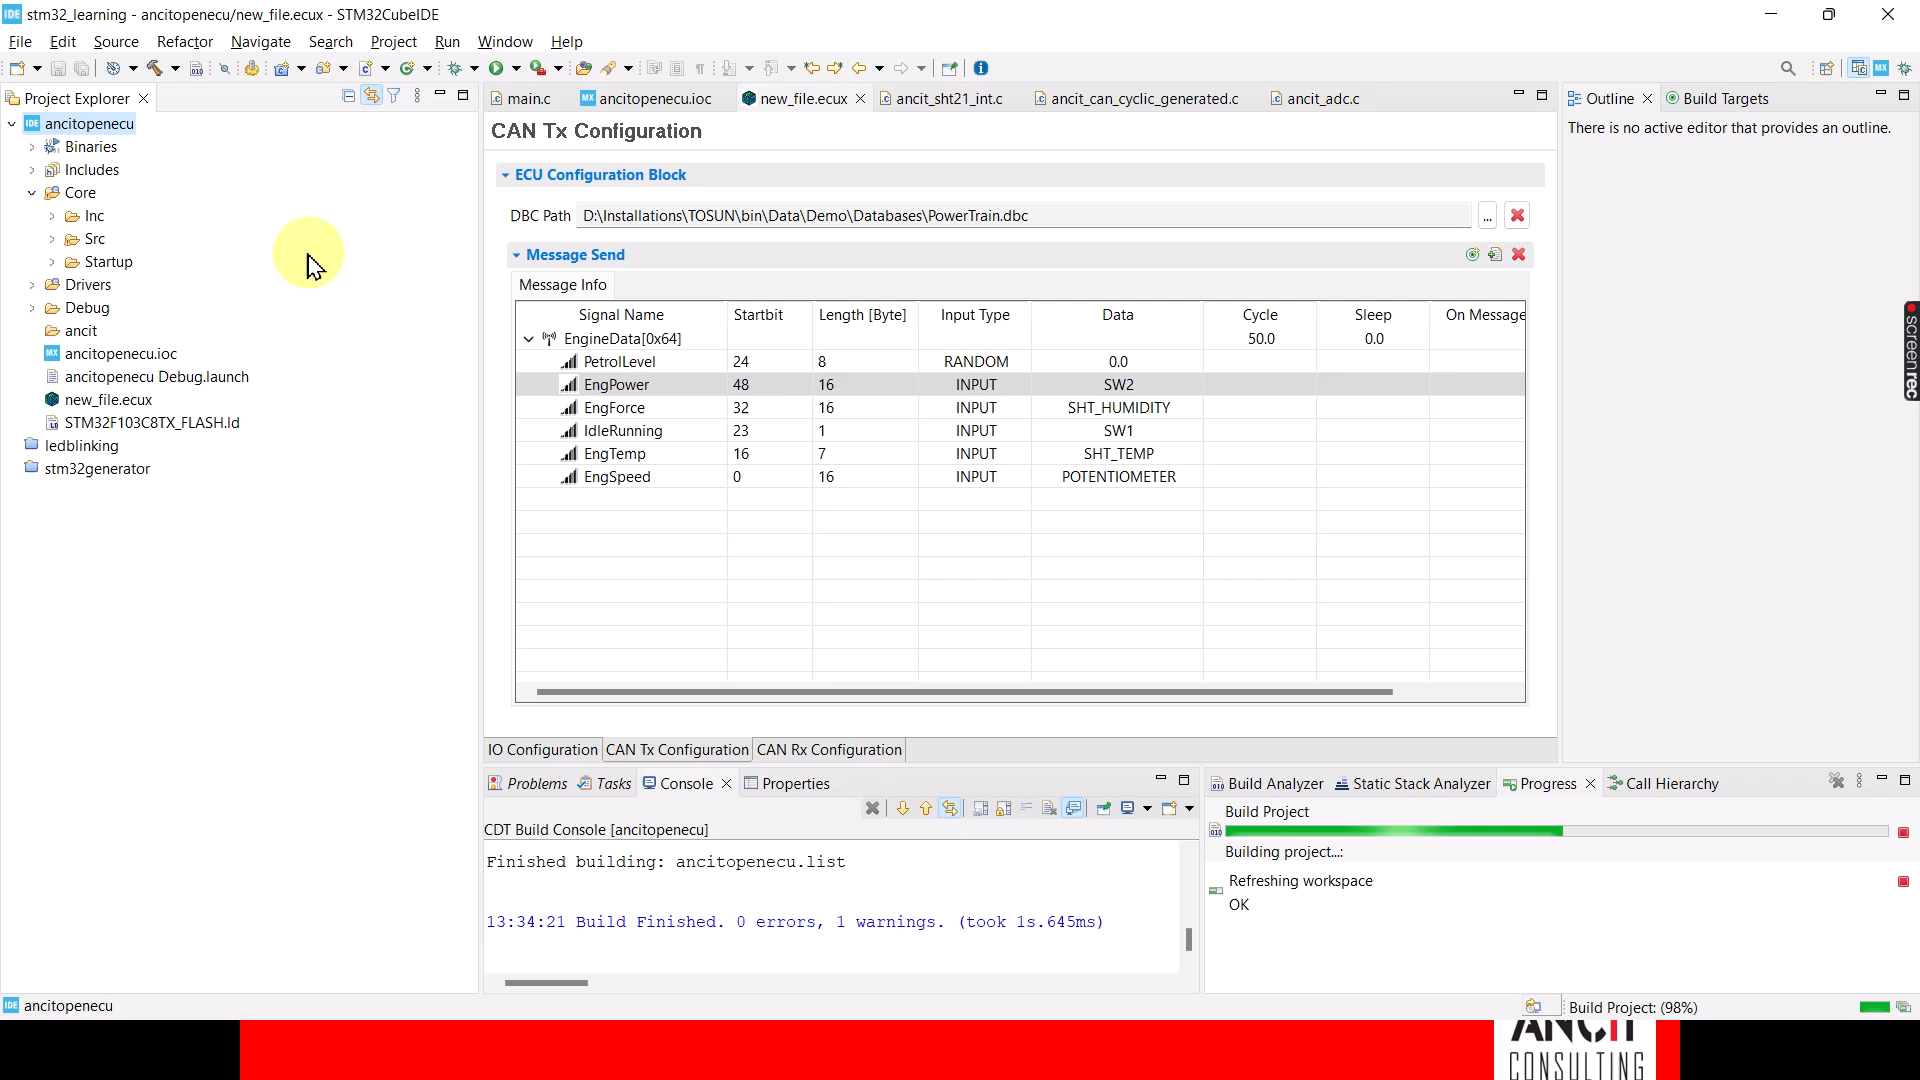 IDE stm32_learning - ancitopenecu/new_file.ecux - STM32CubeIDE
File Edit Source Refactor Navigate Search Project Run Window Help
Project Explorer
IDE ancitopenecu
Binaries
Includes
Core
Inc
Src
Startup
Drivers
Debug
ancit
MX ancitopenecu.ioc
ancitopenecu Debug.launch
new_file.ecux
STM32F103C8TX_FLASH.ld
ledblinking
stm32generator
main.c MX ancitopenecu.ioc new_file.ecux ancit_sht21_int.c ancit_can_cyclic_generated.c ancit_adc.c
CAN Tx Configuration
ECU Configuration Block
DBC Path D:\Installations\TOSUN\bin\Data\Demo\Databases\PowerTrain.dbc ...
Message Send
Message Info
Signal Name Startbit Length [Byte] Input Type Data Cycle Sleep On Message
EngineData[0x64] 50.0 0.0
PetrolLevel 24 8 RANDOM 0.0
EngPower 48 16 INPUT SW2
EngForce 32 16 INPUT SHT_HUMIDITY
IdleRunning 23 1 INPUT SW1
EngTemp 16 7 INPUT SHT_TEMP
EngSpeed 0 16 INPUT POTENTIOMETER
IO Configuration CAN Tx Configuration CAN Rx Configuration
Outline Build Targets
There is no active editor that provides an outline.
screenrec
Problems Tasks Console Properties
CDT Build Console [ancitopenecu]
Finished building: ancitopenecu.list
13:34:21 Build Finished. 0 errors, 1 warnings. (took 1s.645ms)
Build Analyzer Static Stack Analyzer Progress Call Hierarchy
Build Project
Building project...:
Refreshing workspace
OK
IDE ancitopenecu
Build Project: (98%)
ANCIT
CONSULTING